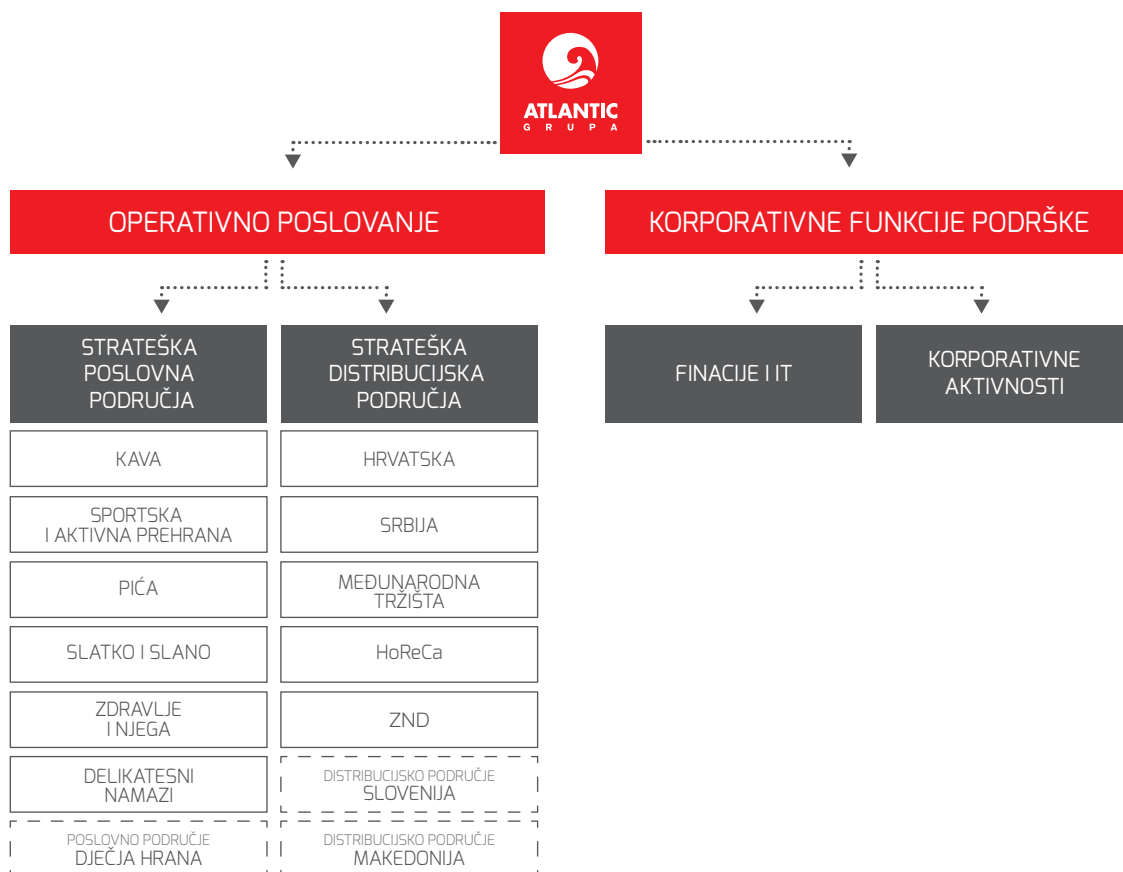 ATLANTIC
GRUPA
OPERATIVNO POSLOVANJE
KORPORATIVNE FUNKCIJE PODRŠKE
STRATEŠKA
POSLOVNA
PODRUČJA
STRATEŠKA
DISTRIBUCIJSKA
PODRUČJA
FINACIJE I IT
KORPORATIVNE
AKTIVNOSTI
KAVA
HRVATSKA
SPORTSKA
I AKTIVNA PREHRANA
SRBIJA
PIĆA
MEĐUNARODNA
TRŽIŠTA
SLATKO I SLANO
HoReCa
ZDRAVLJE
I NJEGA
ZND
DELIKATESNI
NAMAZI
DISTRIBUCIJSKO PODRUČJE
SLOVENIJA
POSLOVNO PODRUČJE
DJEČJA HRANA
DISTRIBUCIJSKO PODRUČJE
MAKEDONIJA